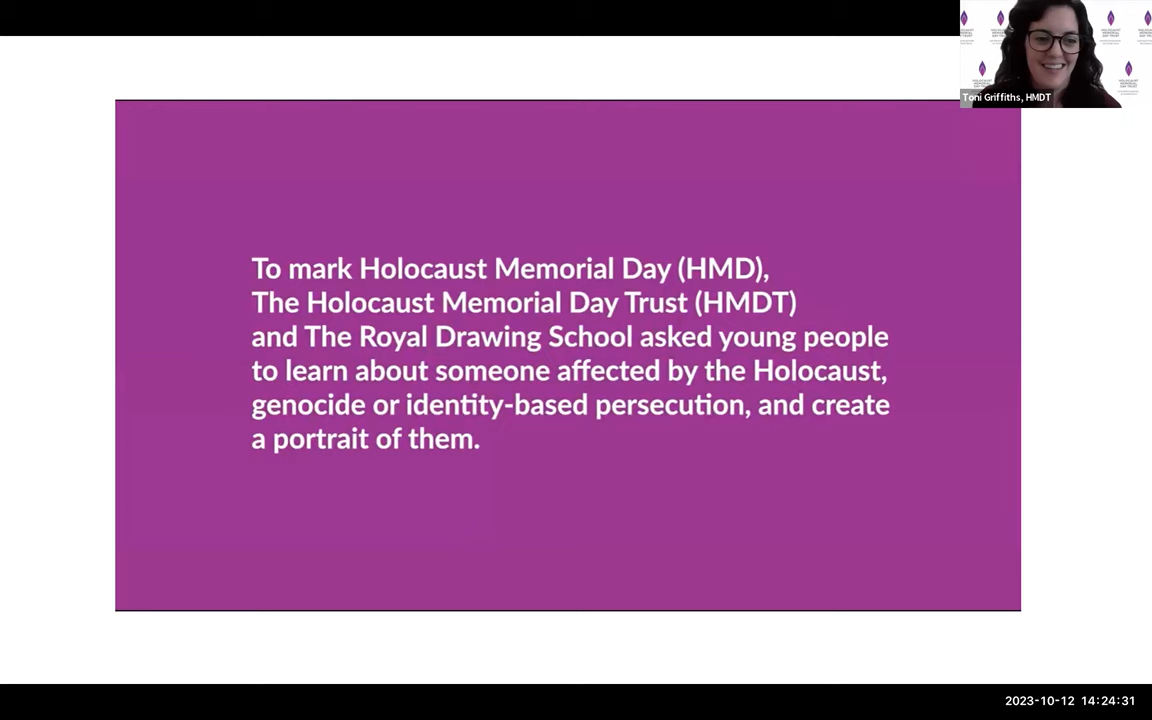 Toni Griffiths, HMDT
To mark Holocaust Memorial Day (HMD),
The Holocaust Memorial Day Trust (HMDT)
and The Royal Drawing School asked young people
to learn about someone affected by the Holocaust,
genocide or identity-based persecution, and create
a portrait of them.
2023-10-12 14:24:31